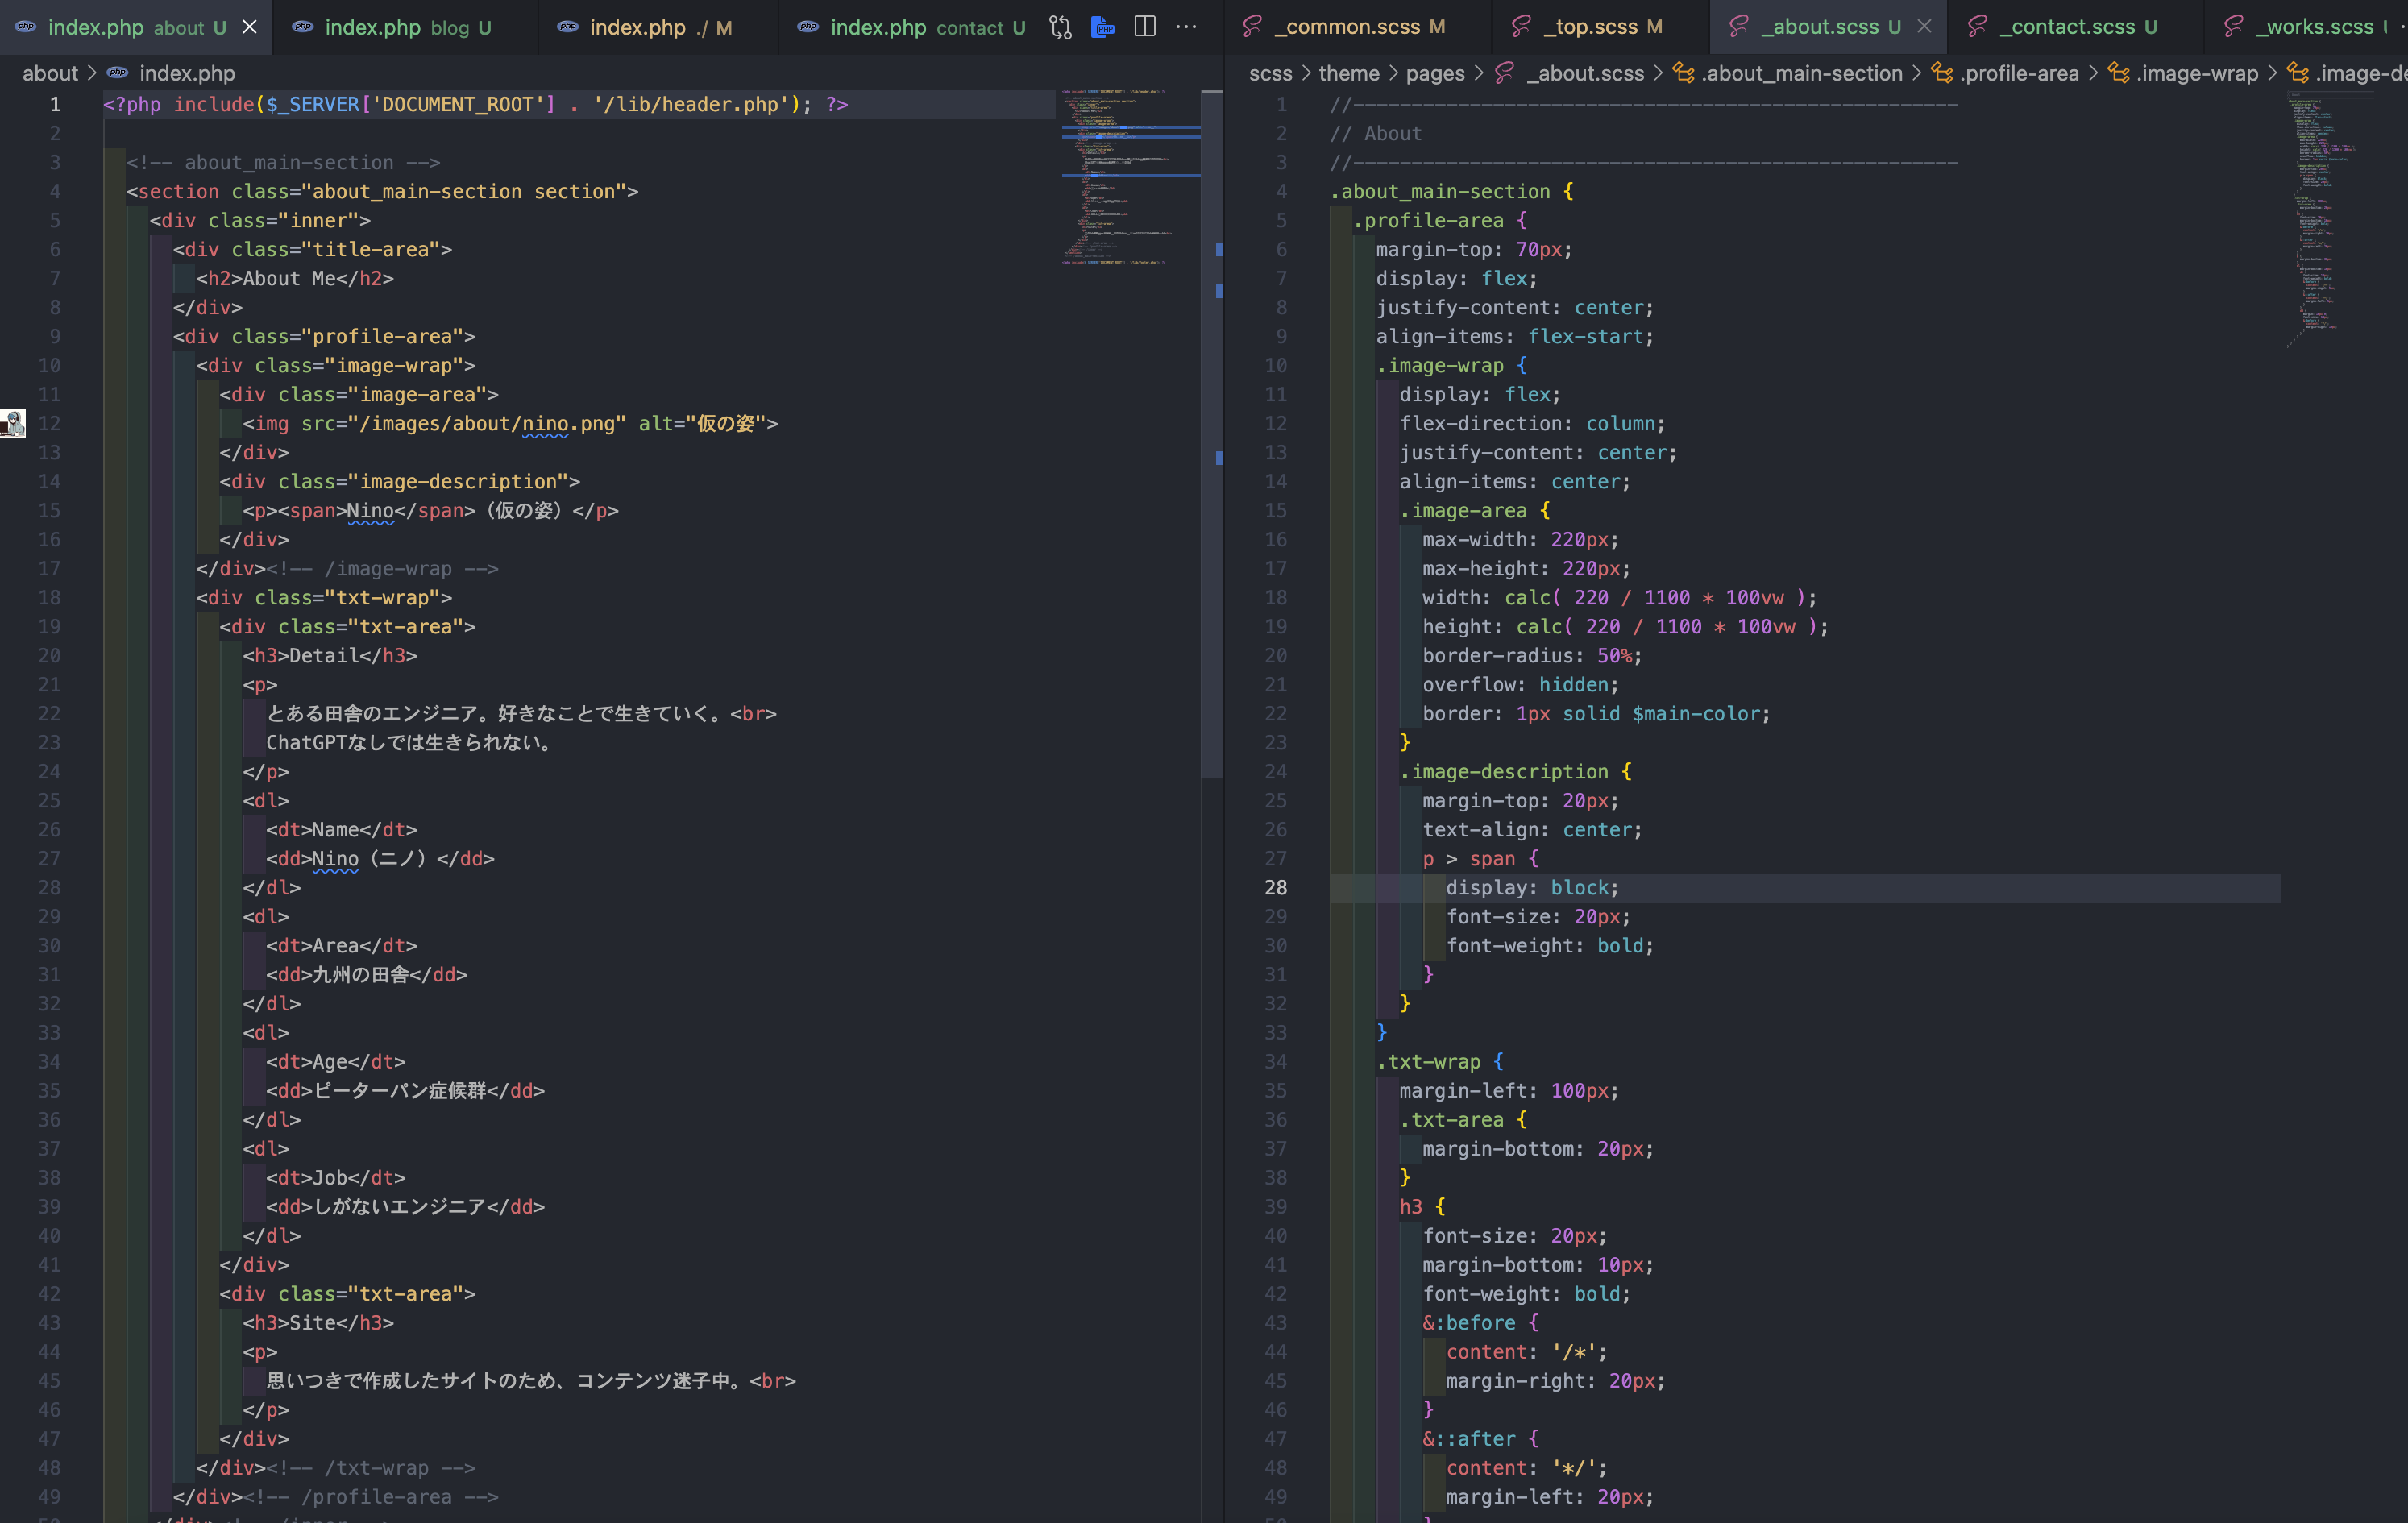 index.php about U
index.php blog U
index.php ./ M
index.php contact U
about > index.php
1 <?php include($_SERVER['DOCUMENT_ROOT'] . '/lib/header.php'); ?>
2
3 <!-- about_main-section -->
4 <section class="about_main-section section">
5 <div class="inner">
6 <div class="title-area">
7 <h2>About Me</h2>
8 </div>
9 <div class="profile-area">
10 <div class="image-wrap">
11 <div class="image-area">
12 <img src="/images/about/nino.png" alt="仮の姿">
13 </div>
14 <div class="image-description">
15 <p><span>Nino</span>（仮の姿）</p>
16 </div>
17 </div><!-- /image-wrap -->
18 <div class="txt-wrap">
19 <div class="txt-area">
20 <h3>Detail</h3>
21 <p>
22 とある田舎のエンジニア。好きなことで生きていく。<br>
23 ChatGPTなしでは生きられない。
24 </p>
25 <dl>
26 <dt>Name</dt>
27 <dd>Nino（ニノ）</dd>
28 </dl>
29 <dl>
30 <dt>Area</dt>
31 <dd>九州の田舎</dd>
32 </dl>
33 <dl>
34 <dt>Age</dt>
35 <dd>ピーターパン症候群</dd>
36 </dl>
37 <dl>
38 <dt>Job</dt>
39 <dd>しがないエンジニア</dd>
40 </dl>
41 </div>
42 <div class="txt-area">
43 <h3>Site</h3>
44 <p>
45 思いつきで作成したサイトのため、コンテンツ迷子中。<br>
46 </p>
47 </div>
48 </div><!-- /txt-wrap -->
49 </div><!-- /profile-area -->
_common.scss M
_top.scss M
_about.scss U
_contact.scss U
_works.scss
scss > theme > pages > _about.scss > .about_main-section > .profile-area > .image-wrap > .image-de
1 //----------------------------------------------------
2 // About
3 //----------------------------------------------------
4 .about_main-section {
5 .profile-area {
6 margin-top: 70px;
7 display: flex;
8 justify-content: center;
9 align-items: flex-start;
10 .image-wrap {
11 display: flex;
12 flex-direction: column;
13 justify-content: center;
14 align-items: center;
15 .image-area {
16 max-width: 220px;
17 max-height: 220px;
18 width: calc( 220 / 1100 * 100vw );
19 height: calc( 220 / 1100 * 100vw );
20 border-radius: 50%;
21 overflow: hidden;
22 border: 1px solid $main-color;
23 }
24 .image-description {
25 margin-top: 20px;
26 text-align: center;
27 p > span {
28 display: block;
29 font-size: 20px;
30 font-weight: bold;
31 }
32 }
33 }
34 .txt-wrap {
35 margin-left: 100px;
36 .txt-area {
37 margin-bottom: 20px;
38 }
39 h3 {
40 font-size: 20px;
41 margin-bottom: 10px;
42 font-weight: bold;
43 &:before {
44 content: '/*';
45 margin-right: 20px;
46 }
47 &::after {
48 content: '*/';
49 margin-left: 20px;